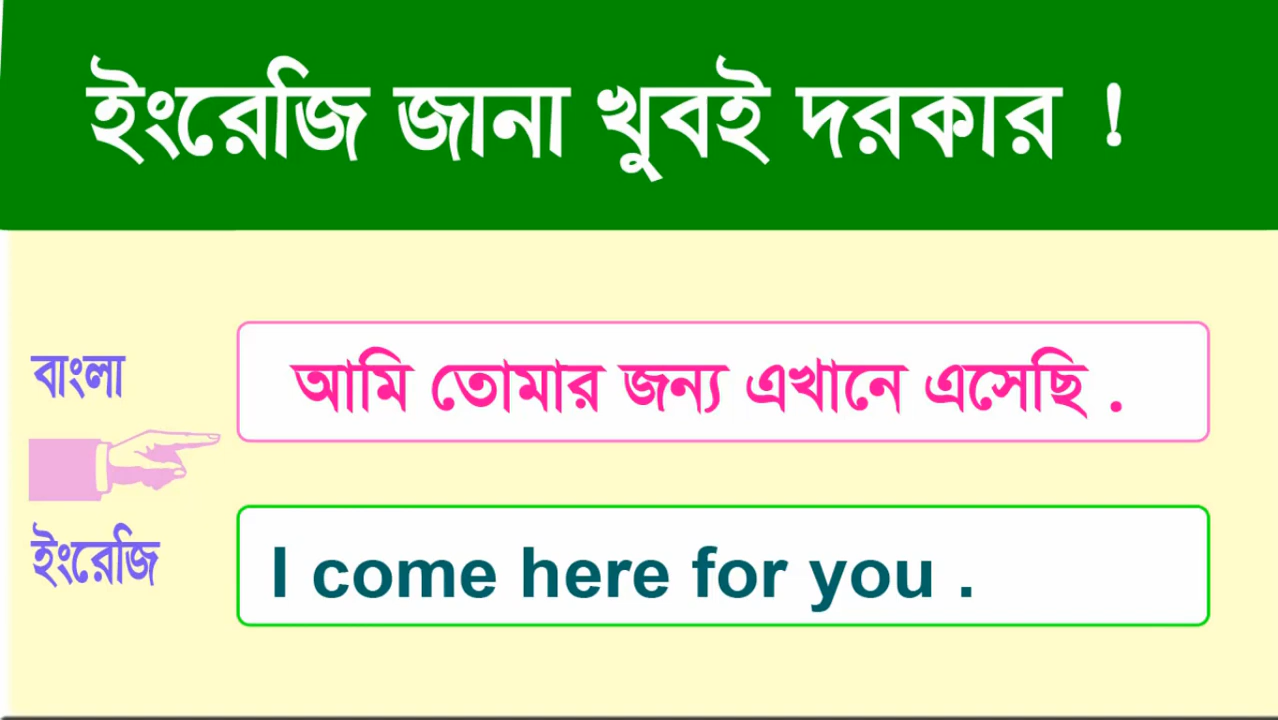 ইংরেজি জানা খুবই দরকার !
বাংলা
আমি তোমার জন্য এখানে এসেছি .
ইংরেজি
I come here for you .